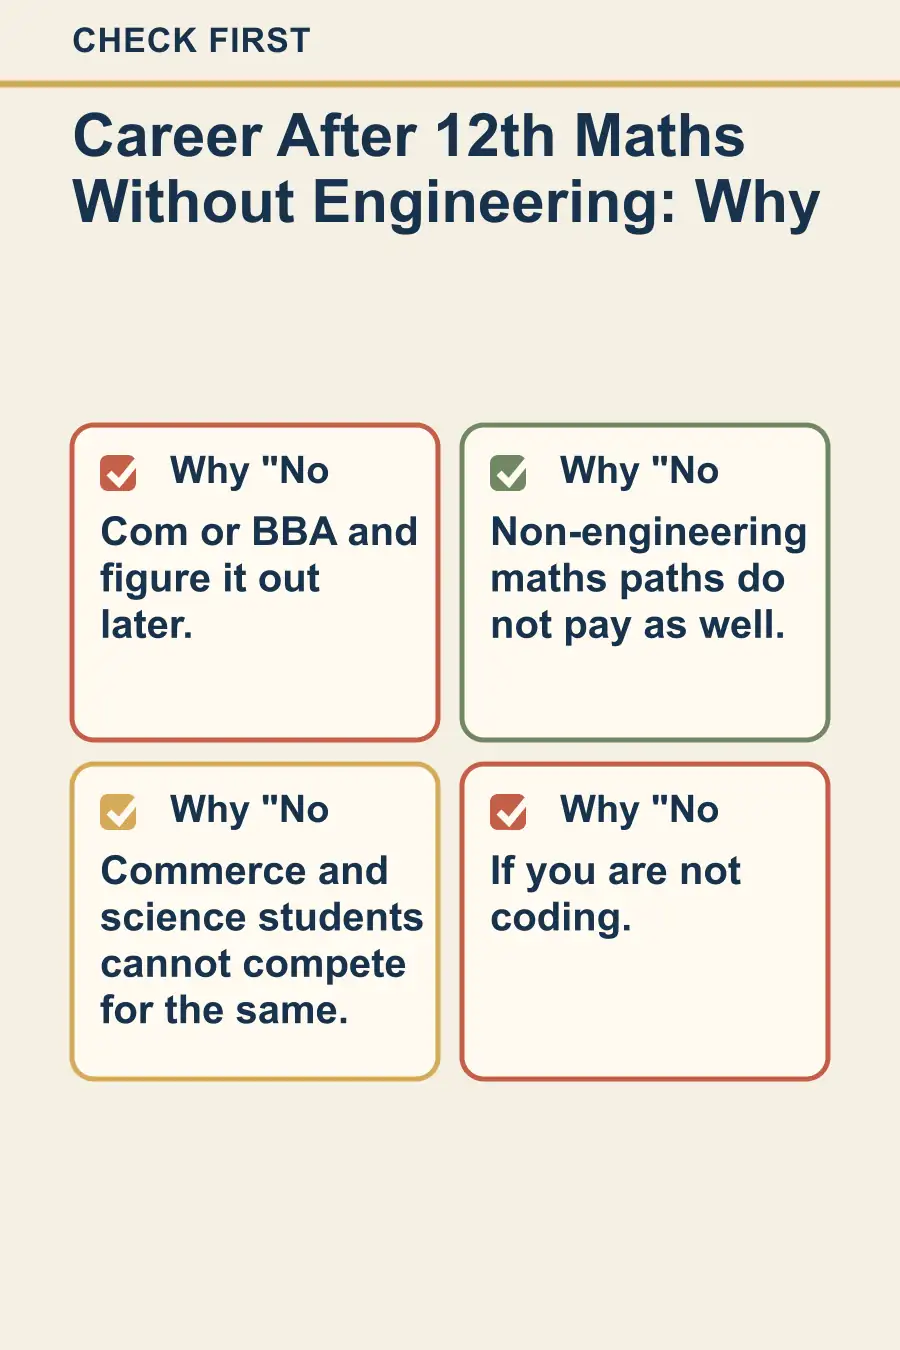 CHECK FIRST
Career After 12th Maths
Without Engineering: Why
Why "No
Com or BBA and
figure it out
later.
Why "No
Non-engineering
maths paths do
not pay as well.
Why "No
Commerce and
science students
cannot compete
for the same.
Why "No
If you are not
coding.